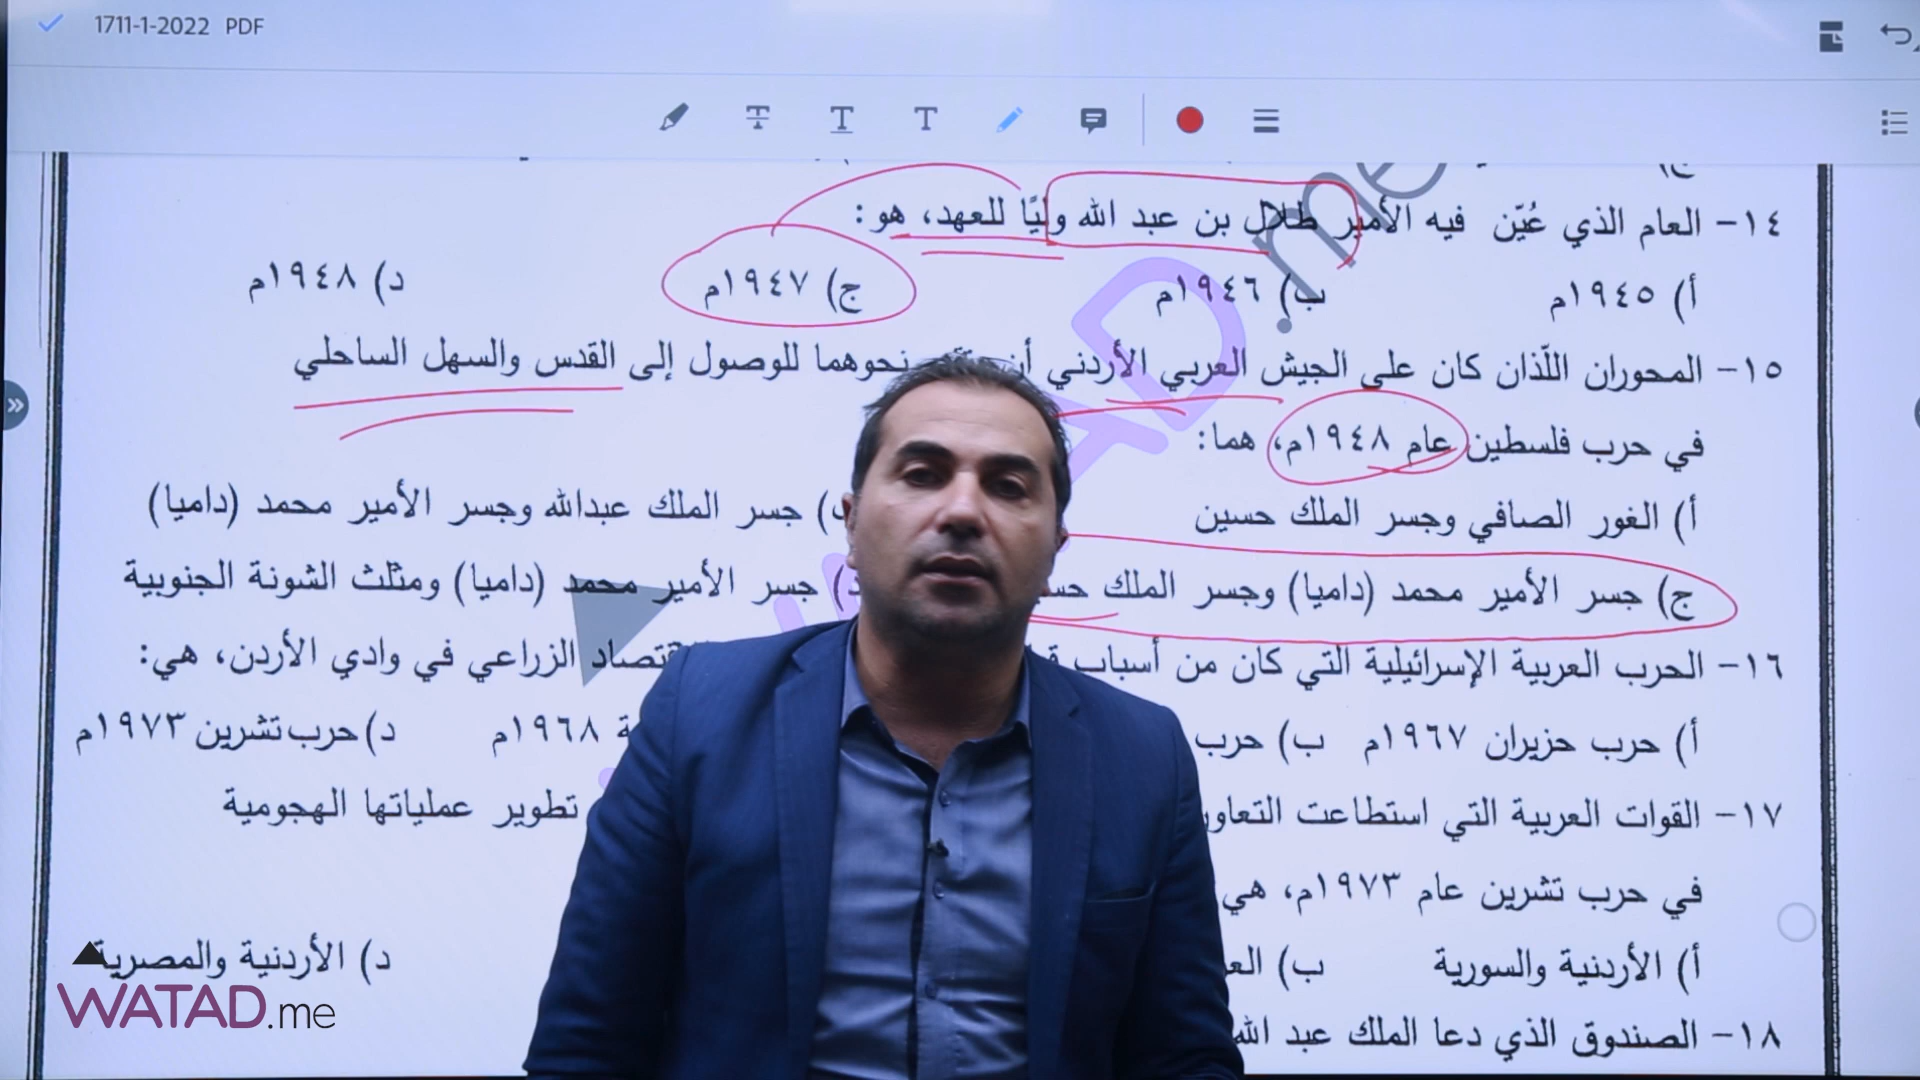 1711-1-2022 PDF
١٤- العام الذي عُيّن فيه الأمير طلال بن عبد الله وليًا للعهد، هو:
أ) ١٩٤٥م ب) ١٩٤٦م ج) ١٩٤٧م د) ١٩٤٨م
١٥- المحوران اللّذان كان على الجيش العربي الأردني أن نحوهما للوصول إلى القدس والسهل الساحلي
في حرب فلسطين عام ١٩٤٨م، هما:
أ) الغور الصافي وجسر الملك حسين ب) جسر الملك عبدالله وجسر الأمير محمد (داميا)
ج) جسر الأمير محمد (داميا) وجسر الملك د) جسر الأمير محمد (داميا) ومثلث الشونة الجنوبية
١٦- الحرب العربية الإسرائيلية التي كان من أسباب الزراعي في وادي الأردن، هي:
أ) حرب حزيران ١٩٦٧م ب) حرب ١٩٦٨م د) حرب تشرين ١٩٧٣م
١٧- القوات العربية التي استطاعت تطوير عملياتها الهجومية
في حرب تشرين عام ١٩٧٣م، هي
أ) الأردنية والسورية ب) د) الأردنية والمصرية
١٨- الصندوق الذي دعا الملك عبد الله
WATAD.me